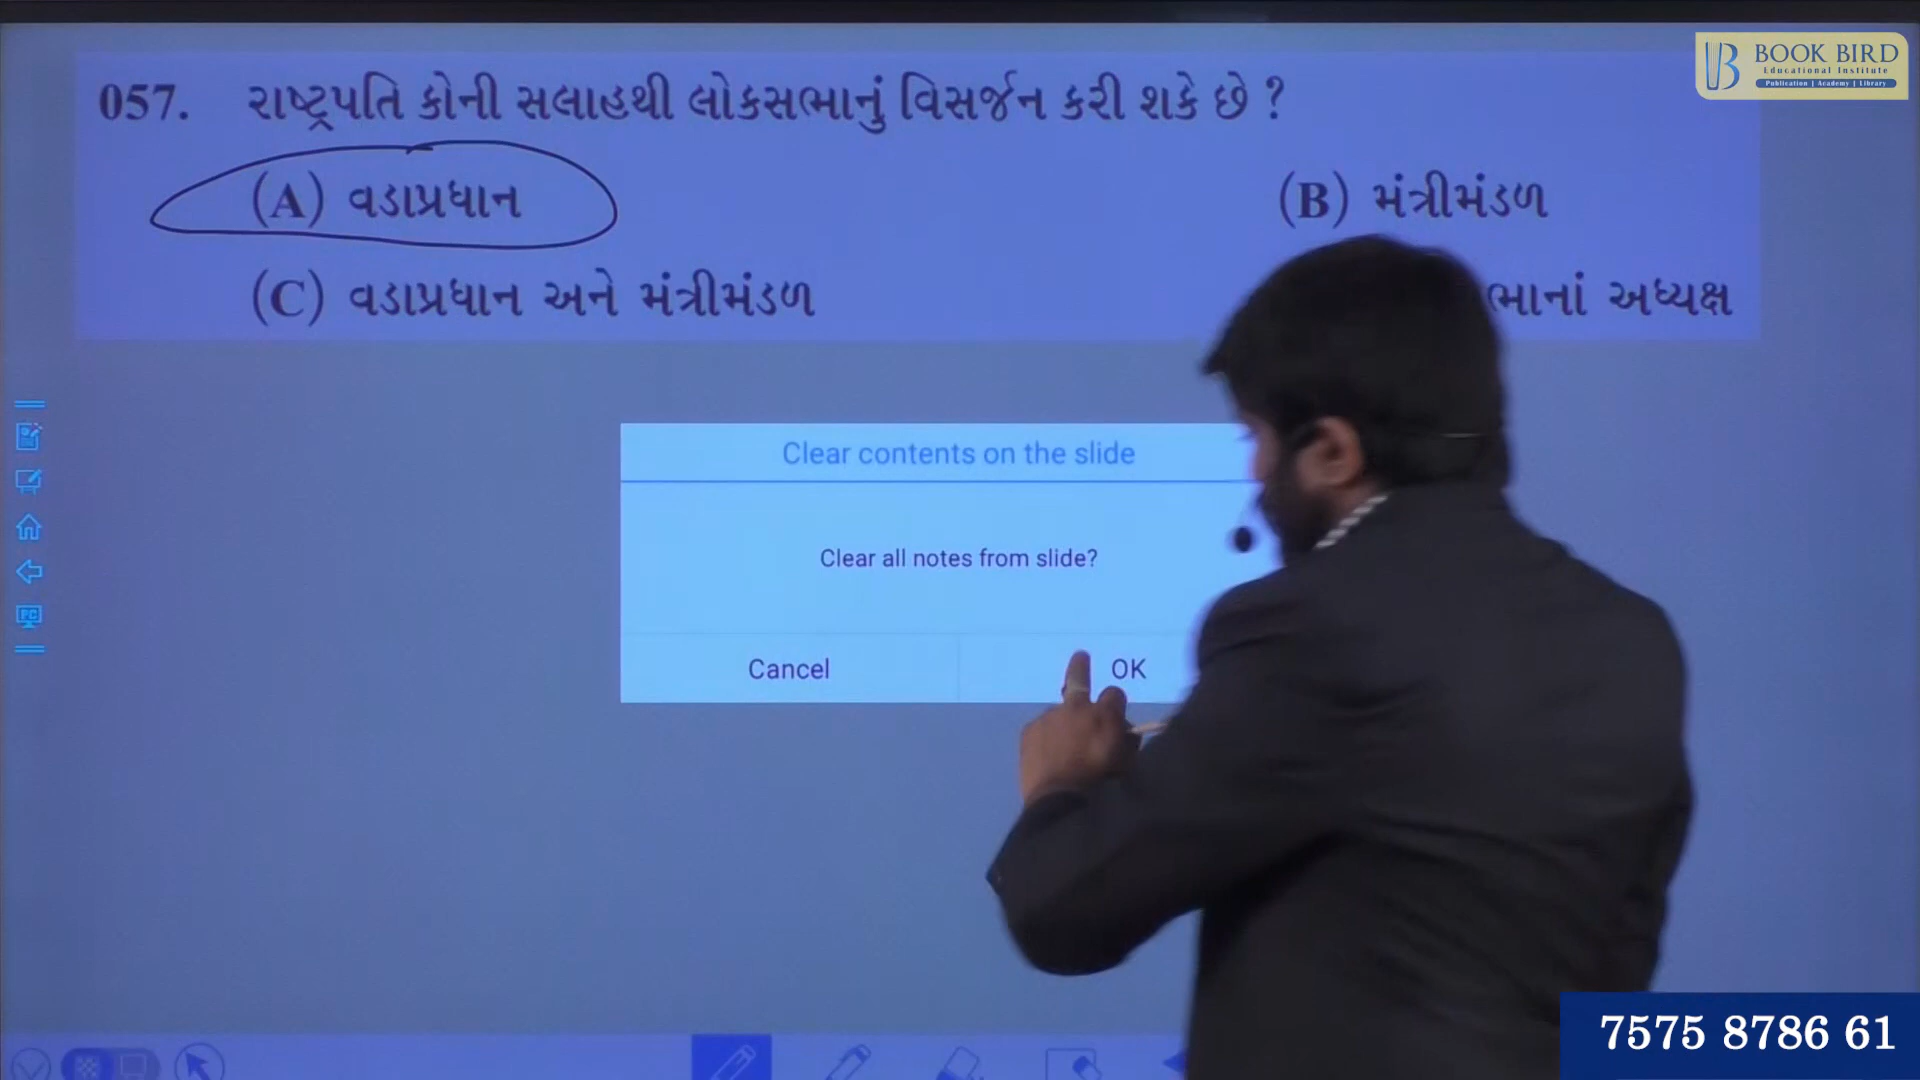 BOOK BIRD
Educational Institute
Publication | Academy | Library
057. રાષ્ટ્રપતિ કોની સલાહથી લોકસભાનું વિસર્જન કરી શકે છે ?
(A) વડાપ્રધાન (B) મંત્રીમંડળ
(C) વડાપ્રધાન અને મંત્રીમંડળ અધ્યક્ષ
Clear contents on the slide
Clear all notes from slide?
Cancel OK
PC
7575 8786 61